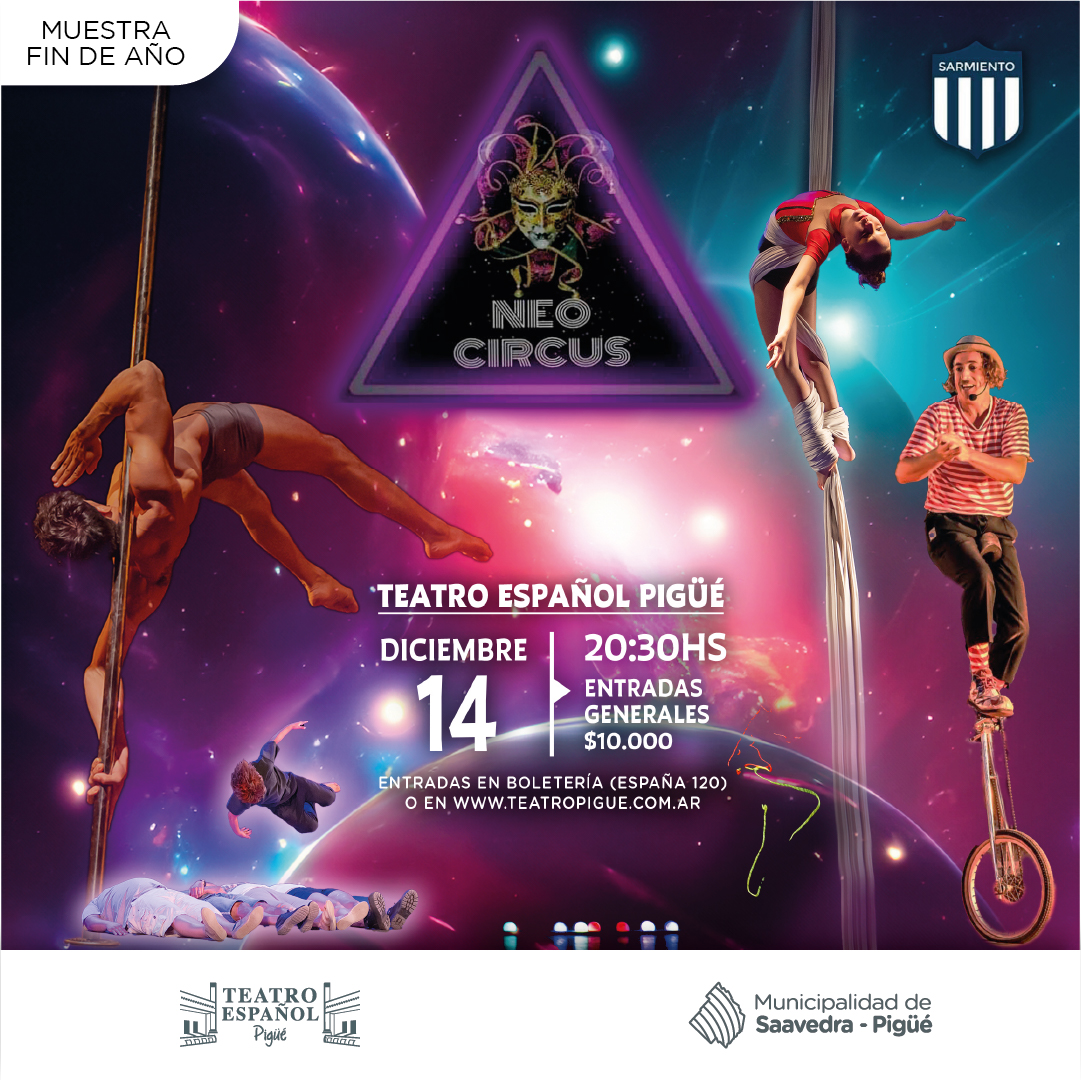 MUESTRA
FIN DE AÑO
SARMIENTO
NEO
CIRCUS
TEATRO ESPAÑOL PIGÜÉ
DICIEMBRE
14
20:30HS
ENTRADAS
GENERALES
$10.000
ENTRADAS EN BOLETERÍA (ESPAÑA 120)
O EN WWW.TEATROPIGUE.COM.AR
TEATRO
ESPAÑOL
Pigüé
Municipalidad de
Saavedra - Pigüé